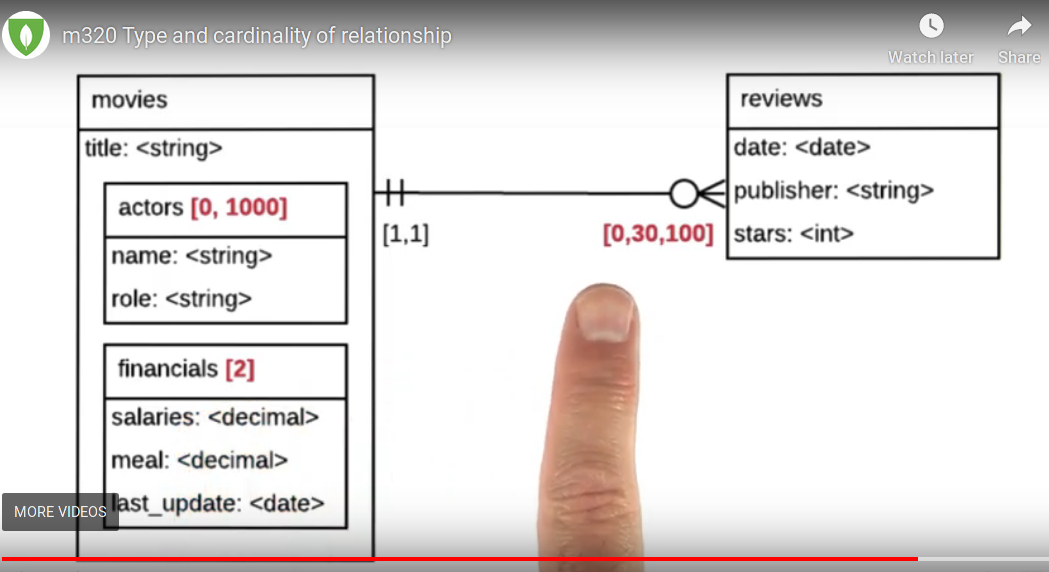 m320 Type and cardinality of relationship
Watch later
Share
movies
title: <string>
actors [0, 1000]
name: <string>
role: <string>
financials [2]
salaries: <decimal>
meal: <decimal>
last_update: <date>
[1,1]
[0,30,100]
reviews
date: <date>
publisher: <string>
stars: <int>
MORE VIDEOS